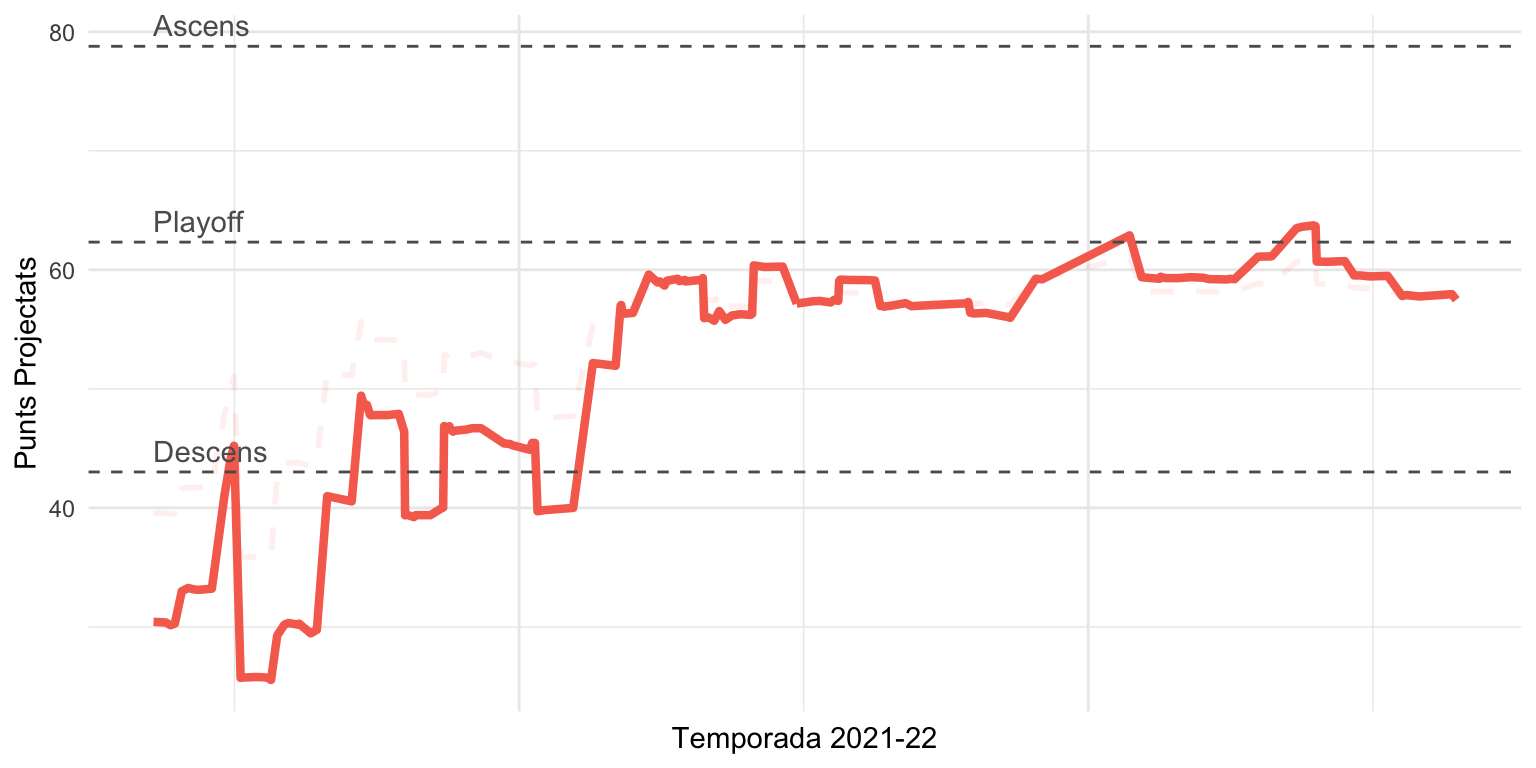 Ascens
80
Playoff
60
Descens
40
Punts Projectats
Temporada 2021-22